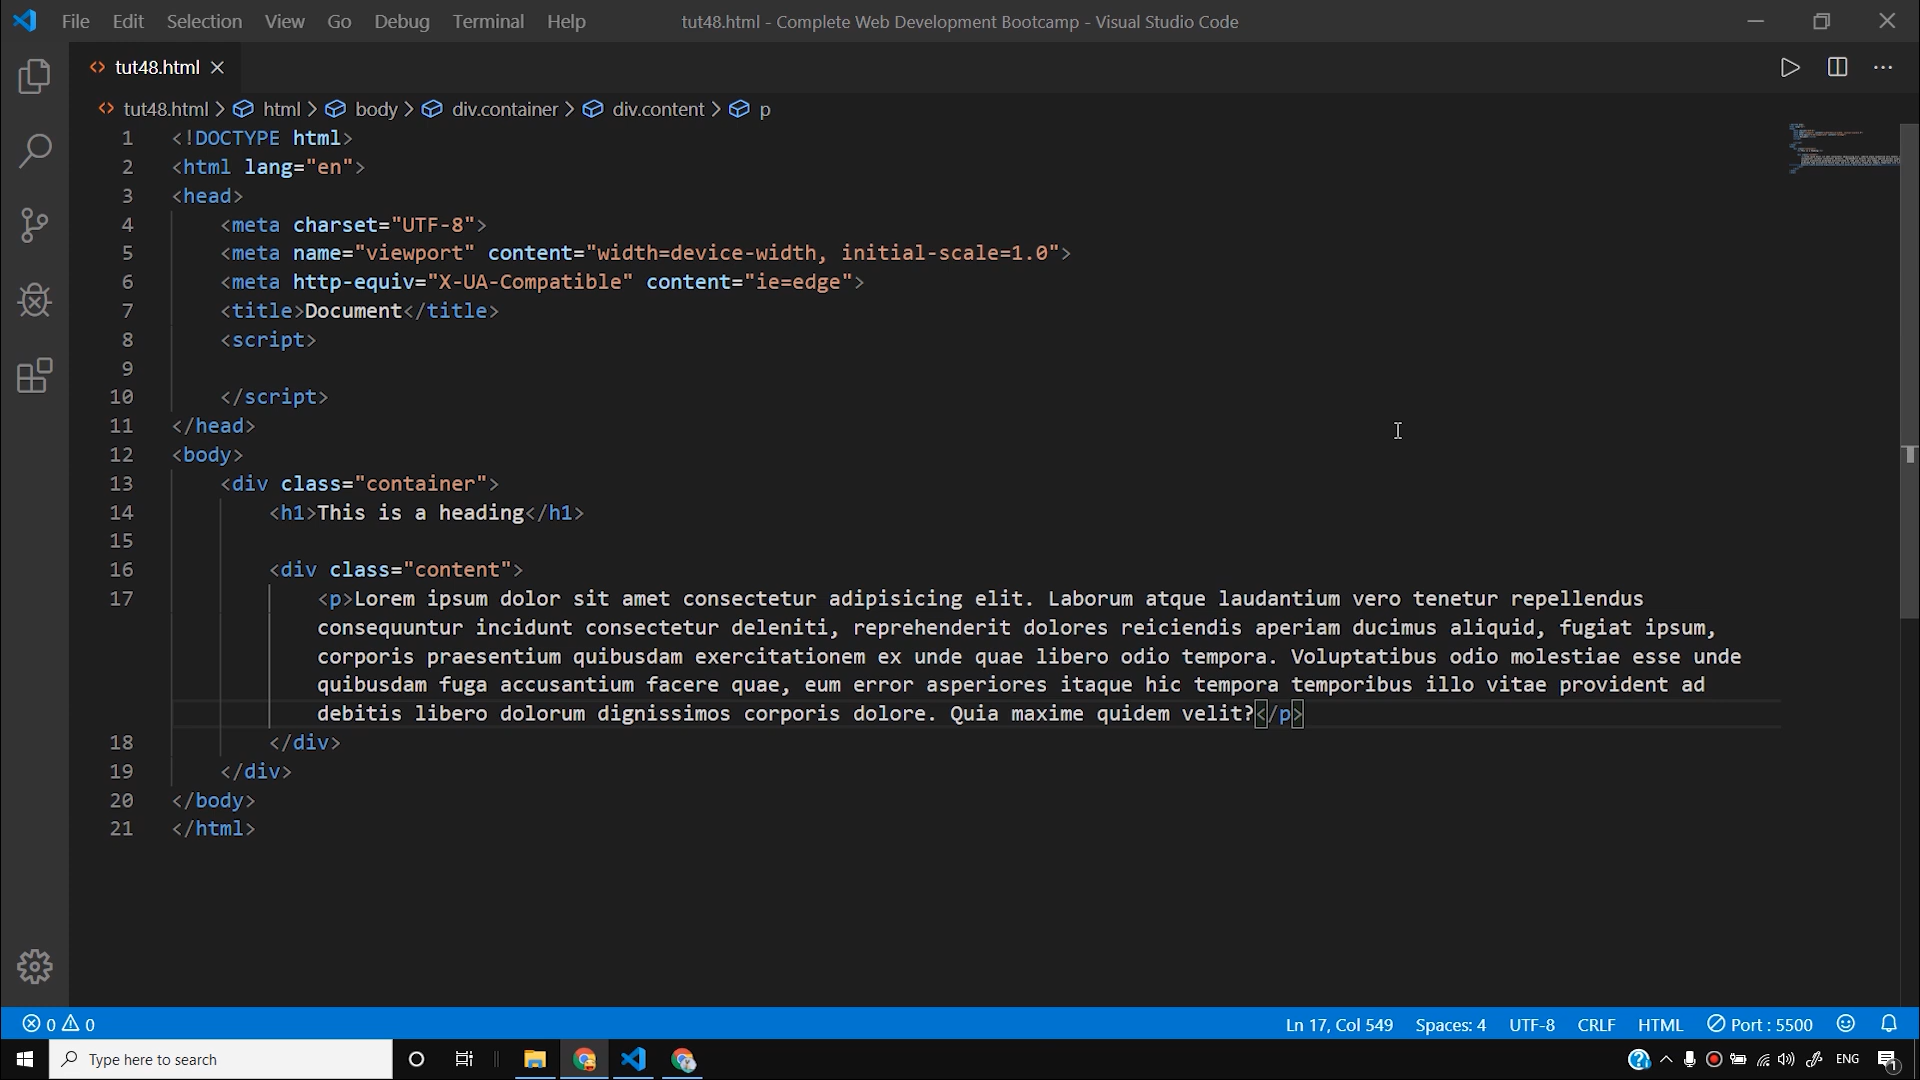 File Edit Selection View Go Debug Terminal Help tut48.html - Complete Web Development Bootcamp - Visual Studio Code
tut48.html
tut48.html > html > body > div.container > div.content > p
1 <!DOCTYPE html>
2 <html lang="en">
3 <head>
4 <meta charset="UTF-8">
5 <meta name="viewport" content="width=device-width, initial-scale=1.0">
6 <meta http-equiv="X-UA-Compatible" content="ie=edge">
7 <title>Document</title>
8 <script>
9
10 </script>
11 </head>
12 <body>
13 <div class="container">
14 <h1>This is a heading</h1>
15
16 <div class="content">
17 <p>Lorem ipsum dolor sit amet consectetur adipisicing elit. Laborum atque laudantium vero tenetur repellendus
consequuntur incidunt consectetur deleniti, reprehenderit dolores reiciendis aperiam ducimus aliquid, fugiat ipsum,
corporis praesentium quibusdam exercitationem ex unde quae libero odio tempora. Voluptatibus odio molestiae esse unde
quibusdam fuga accusantium facere quae, eum error asperiores itaque hic tempora temporibus illo vitae provident ad
debitis libero dolorum dignissimos corporis dolore. Quia maxime quidem velit?</p>
18 </div>
19 </div>
20 </body>
21 </html>
0 0 Ln 17, Col 549 Spaces: 4 UTF-8 CRLF HTML Port : 5500
Type here to search ENG 1